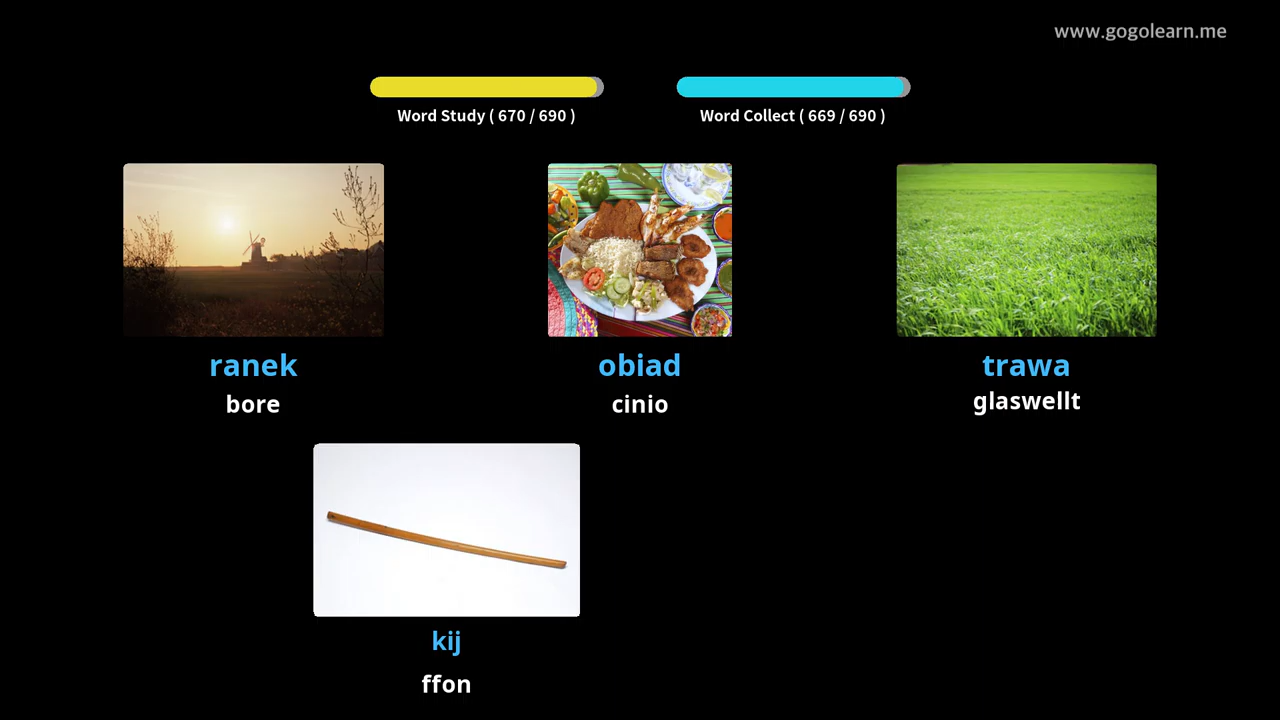 www.gogolearn.me
Word Study ( 670 / 690 )
Word Collect ( 669 / 690 )
ranek
bore
obiad
cinio
trawa
glaswellt
kij
ffon